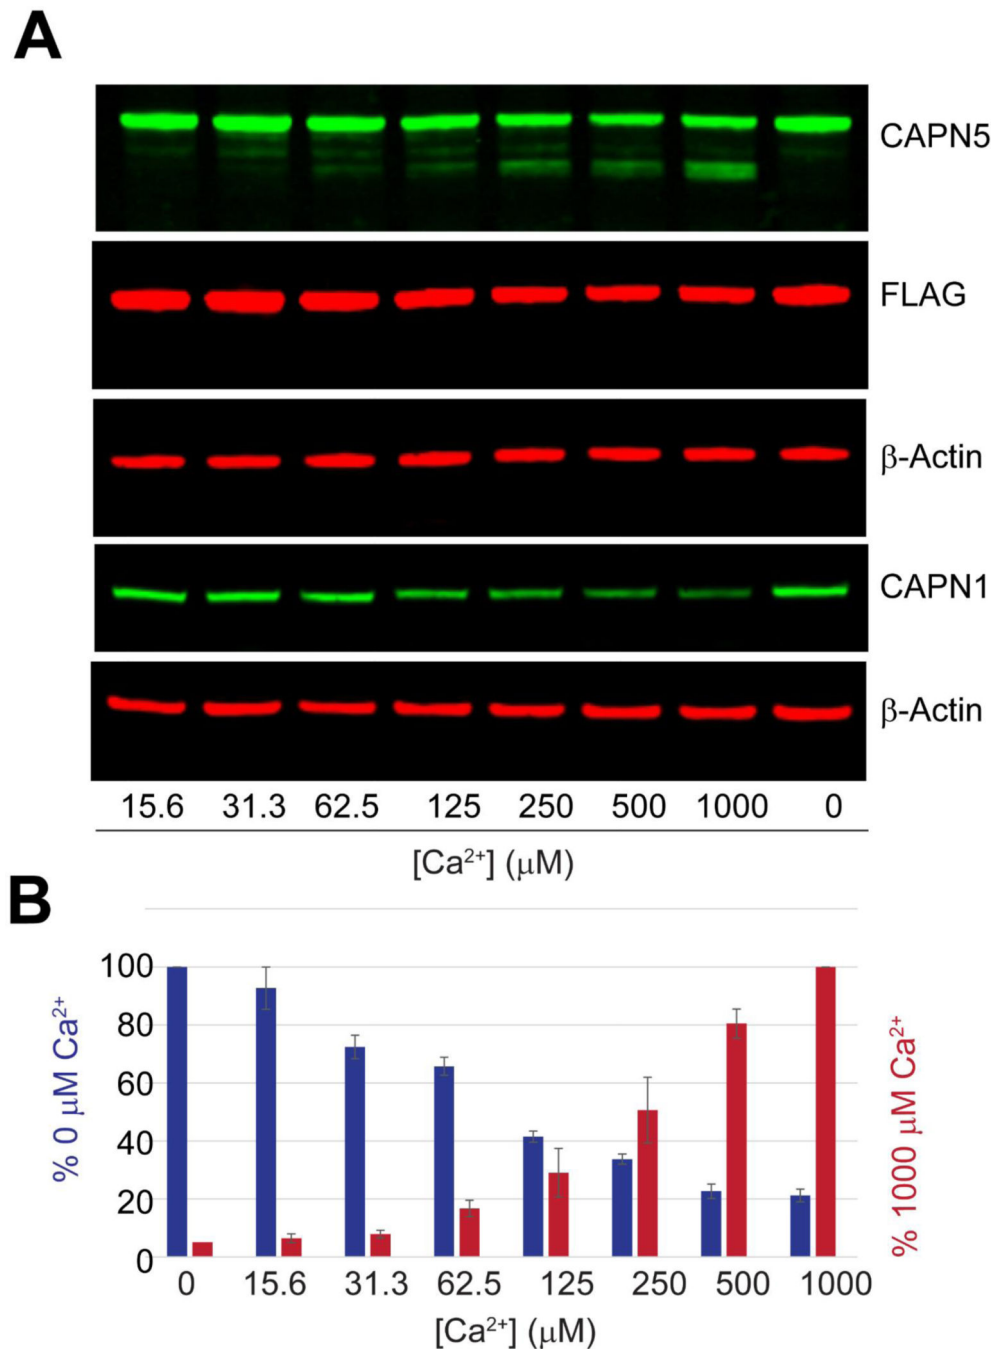 A
CAPN5
FLAG
β-Actin
CAPN1
β-Actin
15.6 31.3 62.5 125 250 500 1000 0
[Ca²⁺] (μM)
B
% 0 μM Ca²⁺
100
80
60
40
20
0
% 1000 μM Ca²⁺
0 15.6 31.3 62.5 125 250 500 1000
[Ca²⁺] (μM)